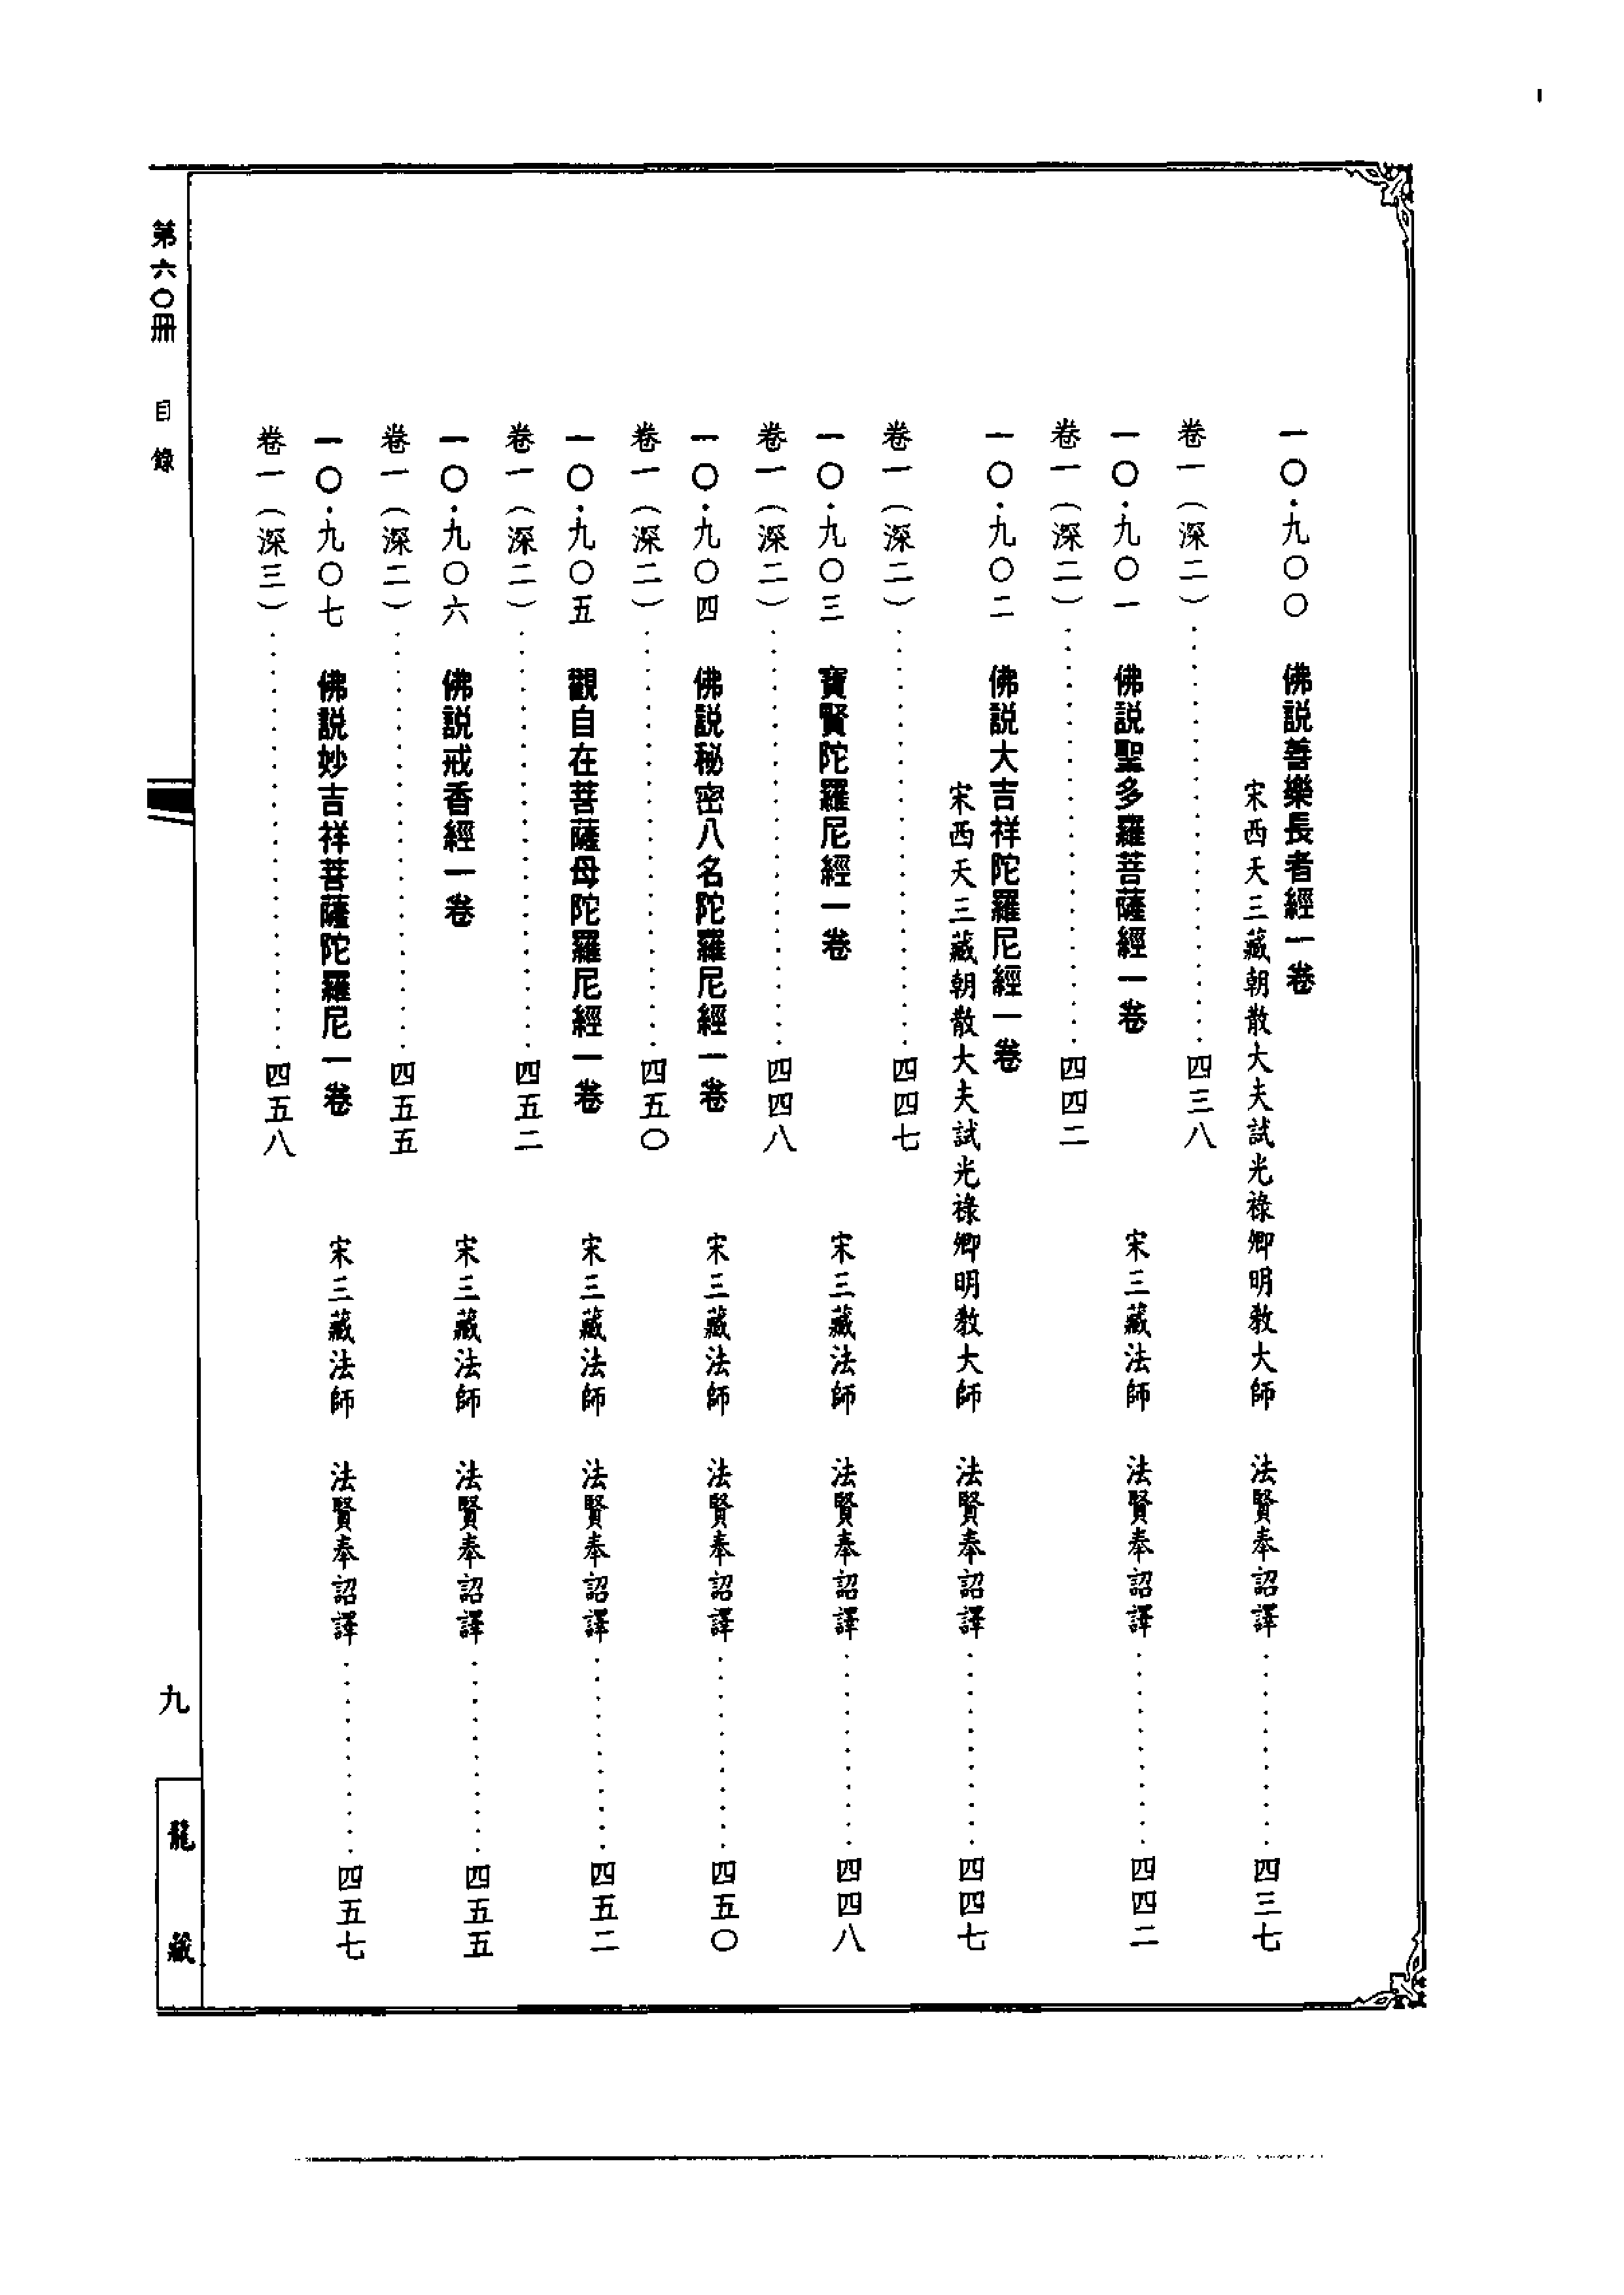 一〇·九〇〇　佛説善樂長者經一卷
宋西天三藏朝散大夫試光祿卿明教大師　法賢奉詔譯…………四三七
卷一（深二）……………………四三八
一〇·九〇一　佛説聖多羅菩薩經一卷　宋三藏法師　法賢奉詔譯…………四四二
卷一（深二）……………………四四二
一〇·九〇二　佛説大吉祥陀羅尼經一卷
宋西天三藏朝散大夫試光祿卿明教大師　法賢奉詔譯…………四四七
卷一（深二）……………………四四七
一〇·九〇三　寶賢陀羅尼經一卷　宋三藏法師　法賢奉詔譯…………四四八
卷一（深二）……………………四四八
一〇·九〇四　佛説秘密八名陀羅尼經一卷　宋三藏法師　法賢奉詔譯…………四五〇
卷一（深二）……………………四五〇
一〇·九〇五　觀自在菩薩母陀羅尼經一卷　宋三藏法師　法賢奉詔譯…………四五二
卷一（深二）……………………四五二
一〇·九〇六　佛説戒香經一卷　宋三藏法師　法賢奉詔譯…………四五五
卷一（深二）……………………四五五
一〇·九〇七　佛説妙吉祥菩薩陀羅尼一卷　宋三藏法師　法賢奉詔譯…………四五七
卷一（深三）……………………四五八
第六〇冊　目錄
九
龍藏